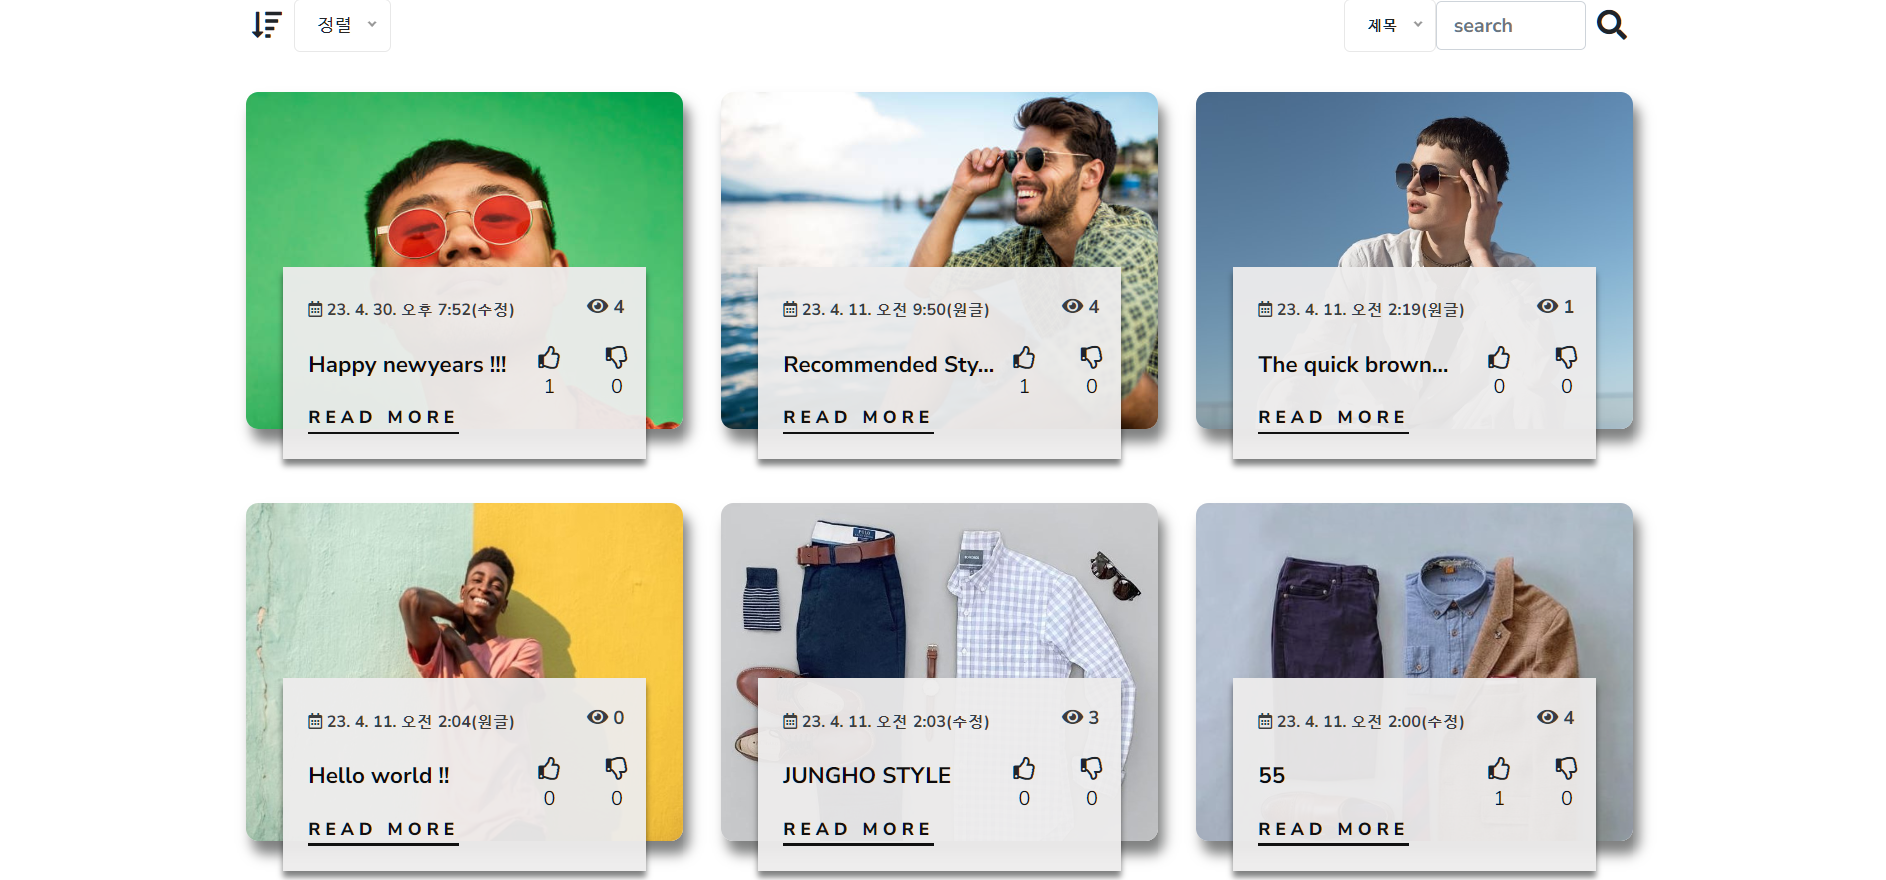 정렬
제목 search
23. 4. 30. 오후 7:52(수정) 4
Happy newyears !!! 1 0
READ MORE
23. 4. 11. 오전 9:50(원글) 4
Recommended Sty... 1 0
READ MORE
23. 4. 11. 오전 2:19(원글) 1
The quick brown... 0 0
READ MORE
23. 4. 11. 오전 2:04(원글) 0
Hello world !! 0 0
READ MORE
23. 4. 11. 오전 2:03(수정) 3
JUNGHO STYLE 0 0
READ MORE
23. 4. 11. 오전 2:00(수정) 4
55 1 0
READ MORE